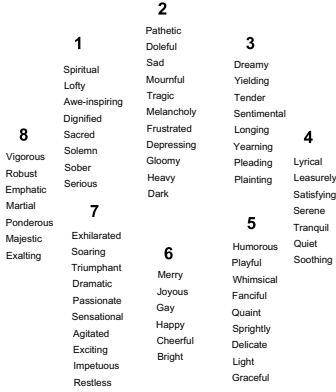 2
Pathetic
Doleful
Sad
Mournful
Tragic
Melancholy
Frustrated
Depressing
Gloomy
Heavy
Dark
1
Spiritual
Lofty
Awe-inspiring
Dignified
Sacred
Solemn
Sober
Serious
3
Dreamy
Yielding
Tender
Sentimental
Longing
Yearning
Pleading
Plainting
8
Vigorous
Robust
Emphatic
Martial
Ponderous
Majestic
Exalting
4
Lyrical
Leasurely
Satisfying
Serene
Tranquil
Quiet
Soothing
7
Exhilarated
Soaring
Triumphant
Dramatic
Passionate
Sensational
Agitated
Exciting
Impetuous
Restless
6
Merry
Joyous
Gay
Happy
Cheerful
Bright
5
Humorous
Playful
Whimsical
Fanciful
Quaint
Sprightly
Delicate
Light
Graceful